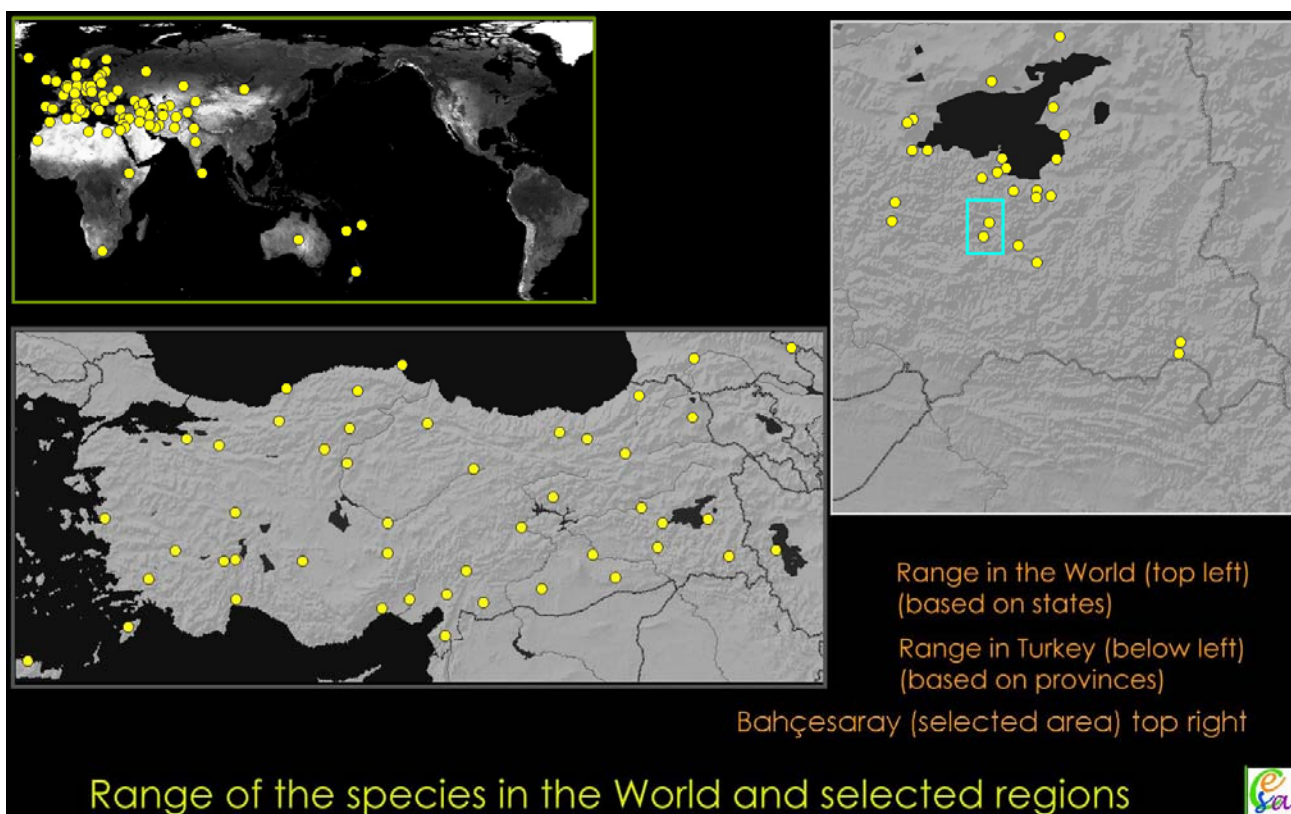 Range in the World (top left)
(based on states)
Range in Turkey (below left)
(based on provinces)
Bahçesaray (selected area) top right
Range of the species in the World and selected regions
esa